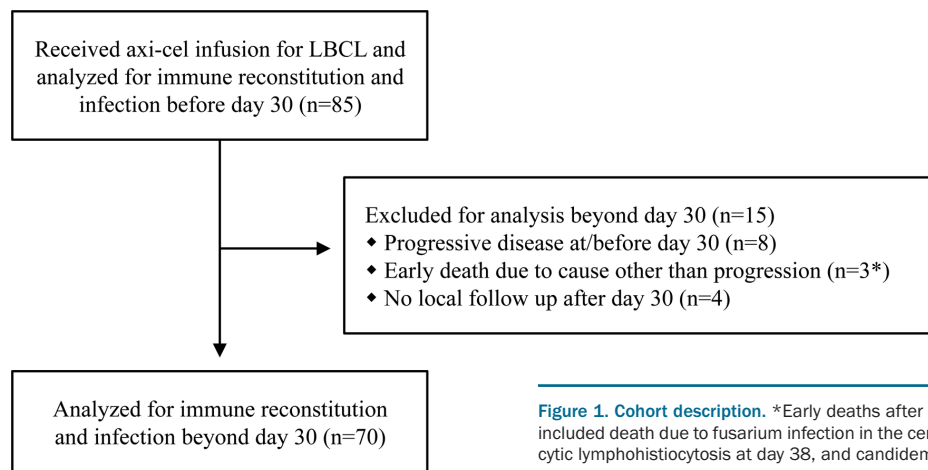 Received axi-cel infusion for LBCL and
analyzed for immune reconstitution and
infection before day 30 (n=85)
Excluded for analysis beyond day 30 (n=15)
◆ Progressive disease at/before day 30 (n=8)
◆ Early death due to cause other than progression (n=3*)
◆ No local follow up after day 30 (n=4)
Analyzed for immune reconstitution
and infection beyond day 30 (n=70)
Figure 1. Cohort description. *Early deaths after
included death due to fusarium infection in the
cytic lymphohistiocytosis at day 38, and